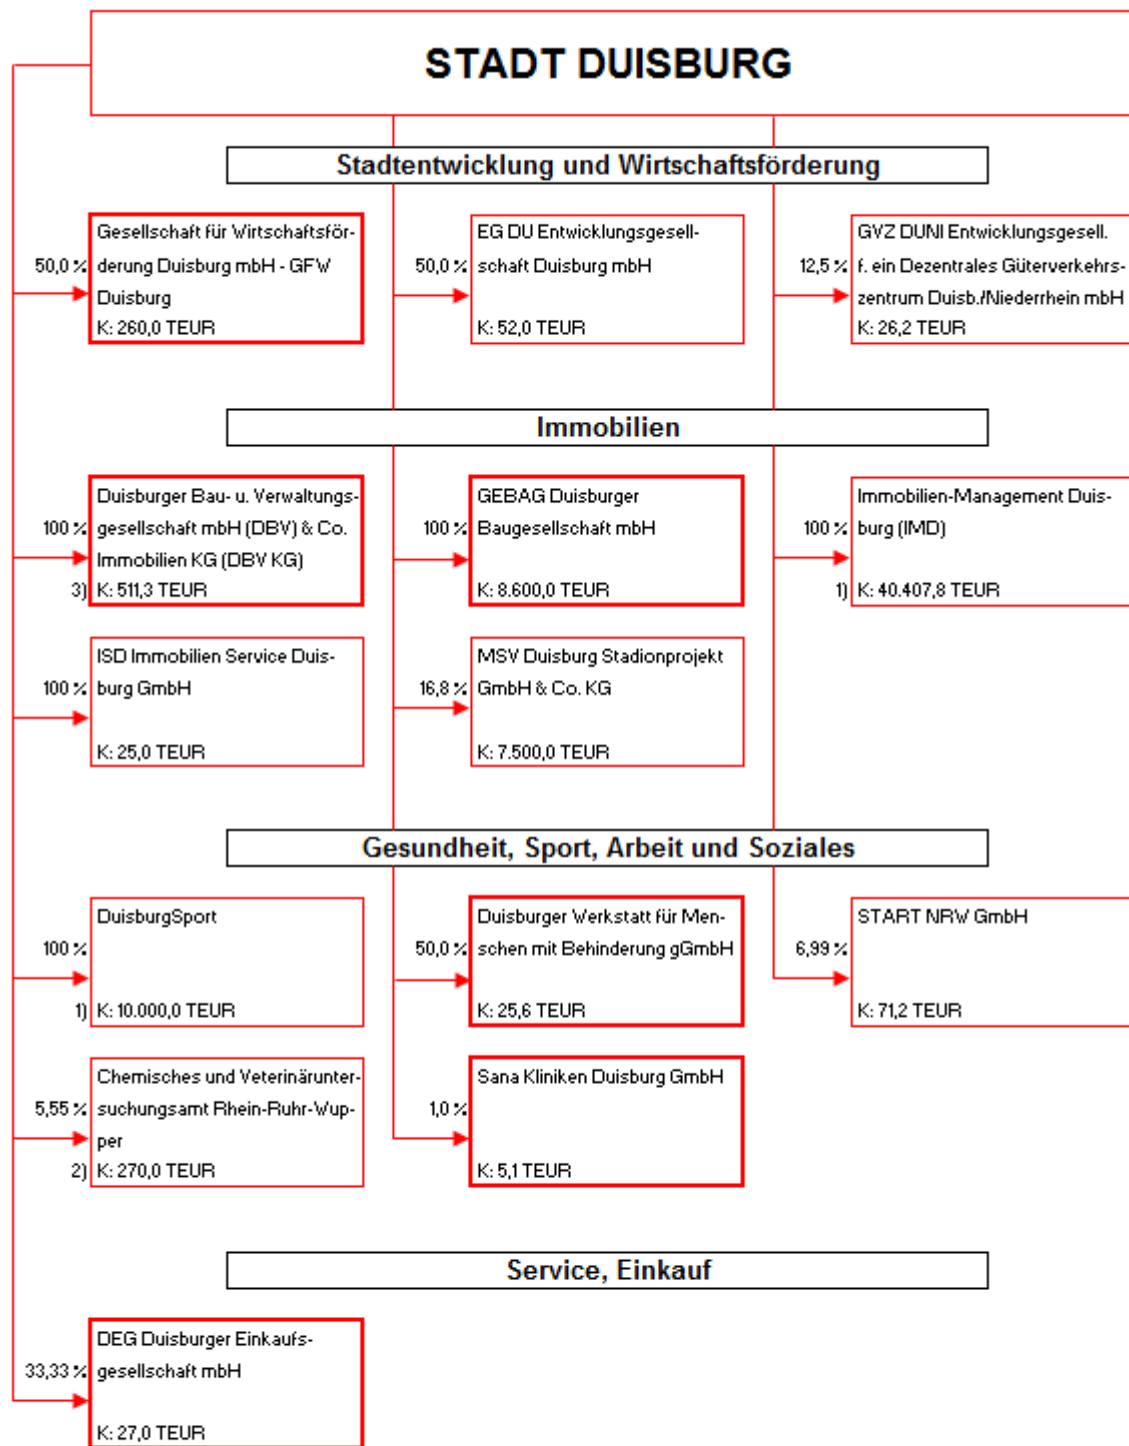 STADT DUISBURG
Stadtentwicklung und Wirtschaftsförderung
50,0 %
Gesellschaft für Wirtschaftsför-
derung Duisburg mbH - GFW
Duisburg
K: 260,0 TEUR
50,0 %
EG DU Entwicklungsgesell-
schaft Duisburg mbH
K: 52,0 TEUR
12,5 %
GVZ DUNI Entwicklungsgesell.
f. ein Dezentrales Güterverkehrs-
zentrum Duisb./Niederrhein mbH
K: 26,2 TEUR
Immobilien
100 %
3)
Duisburger Bau- u. Verwaltungs-
gesellschaft mbH (DBV) & Co.
Immobilien KG (DBV KG)
K: 511,3 TEUR
100 %
GEBAG Duisburger
Baugesellschaft mbH
K: 8.600,0 TEUR
100 %
1)
Immobilien-Management Duis-
burg (IMD)
K: 40.407,8 TEUR
100 %
ISD Immobilien Service Duis-
burg GmbH
K: 25,0 TEUR
16,8 %
MSV Duisburg Stadionprojekt
GmbH & Co. KG
K: 7.500,0 TEUR
Gesundheit, Sport, Arbeit und Soziales
100 %
1)
DuisburgSport
K: 10.000,0 TEUR
50,0 %
Duisburger Werkstatt für Men-
schen mit Behinderung gGmbH
K: 25,6 TEUR
6,99 %
START NRW GmbH
K: 71,2 TEUR
5,55 %
2)
Chemisches und Veterinärunter-
suchungsamt Rhein-Ruhr-Wup-
per
K: 270,0 TEUR
1,0 %
Sana Kliniken Duisburg GmbH
K: 5,1 TEUR
Service, Einkauf
33,33 %
DEG Duisburger Einkaufs-
gesellschaft mbH
K: 27,0 TEUR